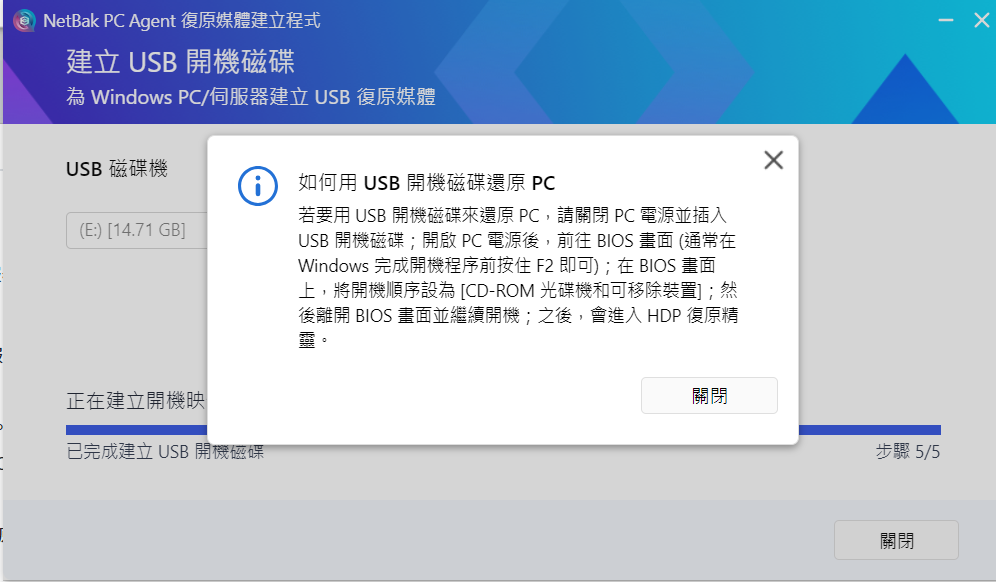 NetBak PC Agent 復原媒體建立程式
建立 USB 開機磁碟
為 Windows PC/伺服器建立 USB 復原媒體
USB 磁碟機
(E:) [14.71 GB]
如何用 USB 開機磁碟還原 PC
若要用 USB 開機磁碟來還原 PC，請關閉 PC 電源並插入
USB 開機磁碟；開啟 PC 電源後，前往 BIOS 畫面 (通常在
Windows 完成開機程序前按住 F2 即可)；在 BIOS 畫面
上，將開機順序設為 [CD-ROM 光碟機和可移除裝置]；然
後離開 BIOS 畫面並繼續開機；之後，會進入 HDP 復原精
靈。
關閉
正在建立開機映
已完成建立 USB 開機磁碟
步驟 5/5
關閉